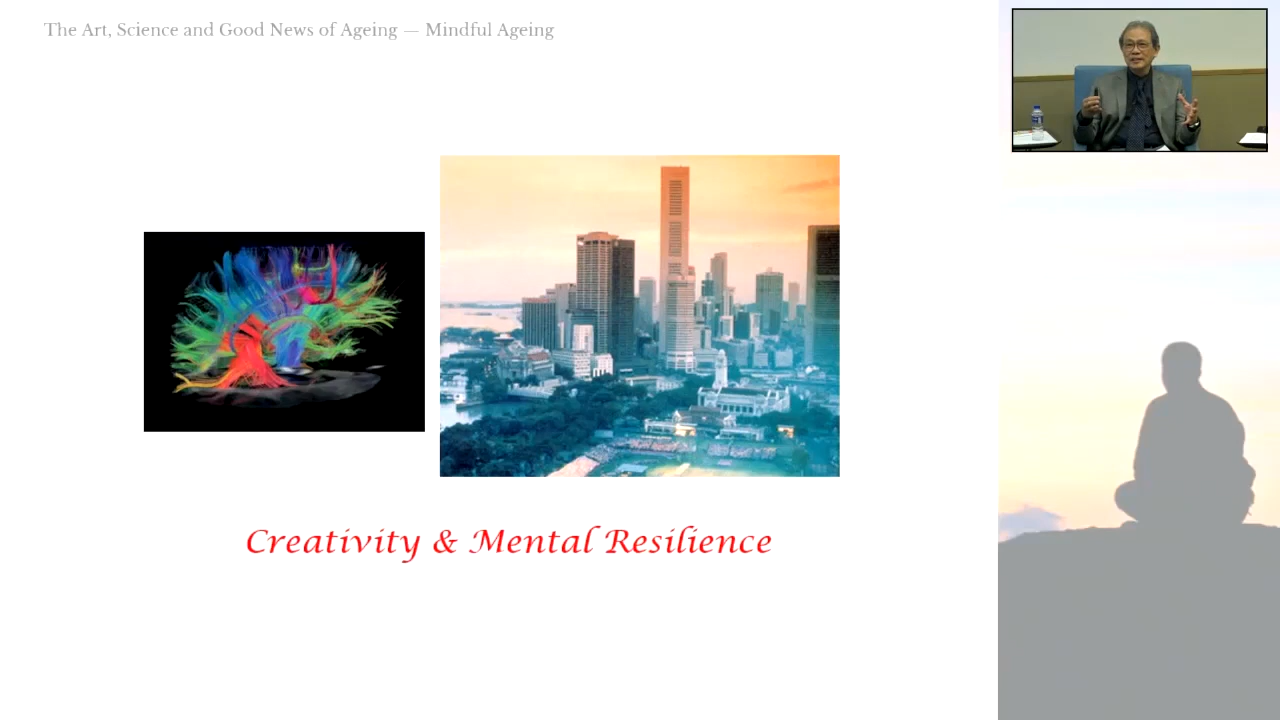 The Art, Science and Good News of Ageing — Mindful Ageing
Creativity & Mental Resilience